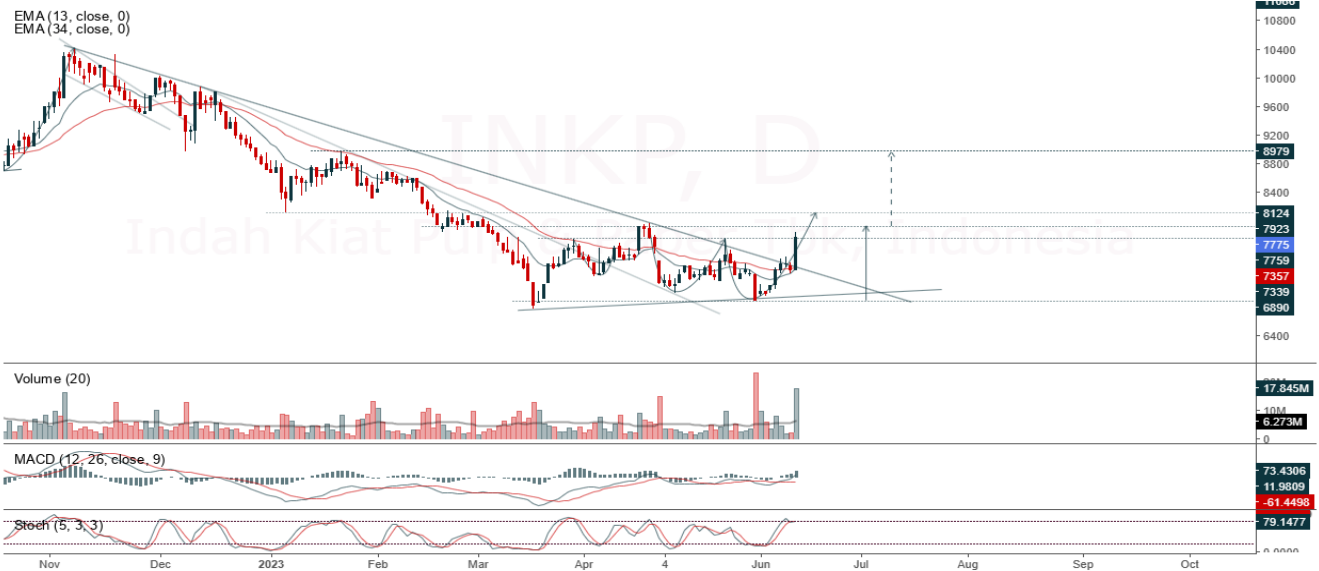 EMA (13, close, 0)
EMA (34, close, 0)
INKP, D
Indah Kiat Pulp & Paper Tbk, Indonesia
10800
10400
10000
9600
9200
8979
8800
8400
8124
7923
7775
7759
7357
7339
6890
6400
Volume (20)
17.845M
10M
6.273M
0
MACD (12, 26, close, 9)
73.4306
11.9809
-61.4498
Stoch (5, 3, 3)
79.1477
0.0000
Nov Dec 2023 Feb Mar Apr 4 Jun Jul Aug Sep Oct